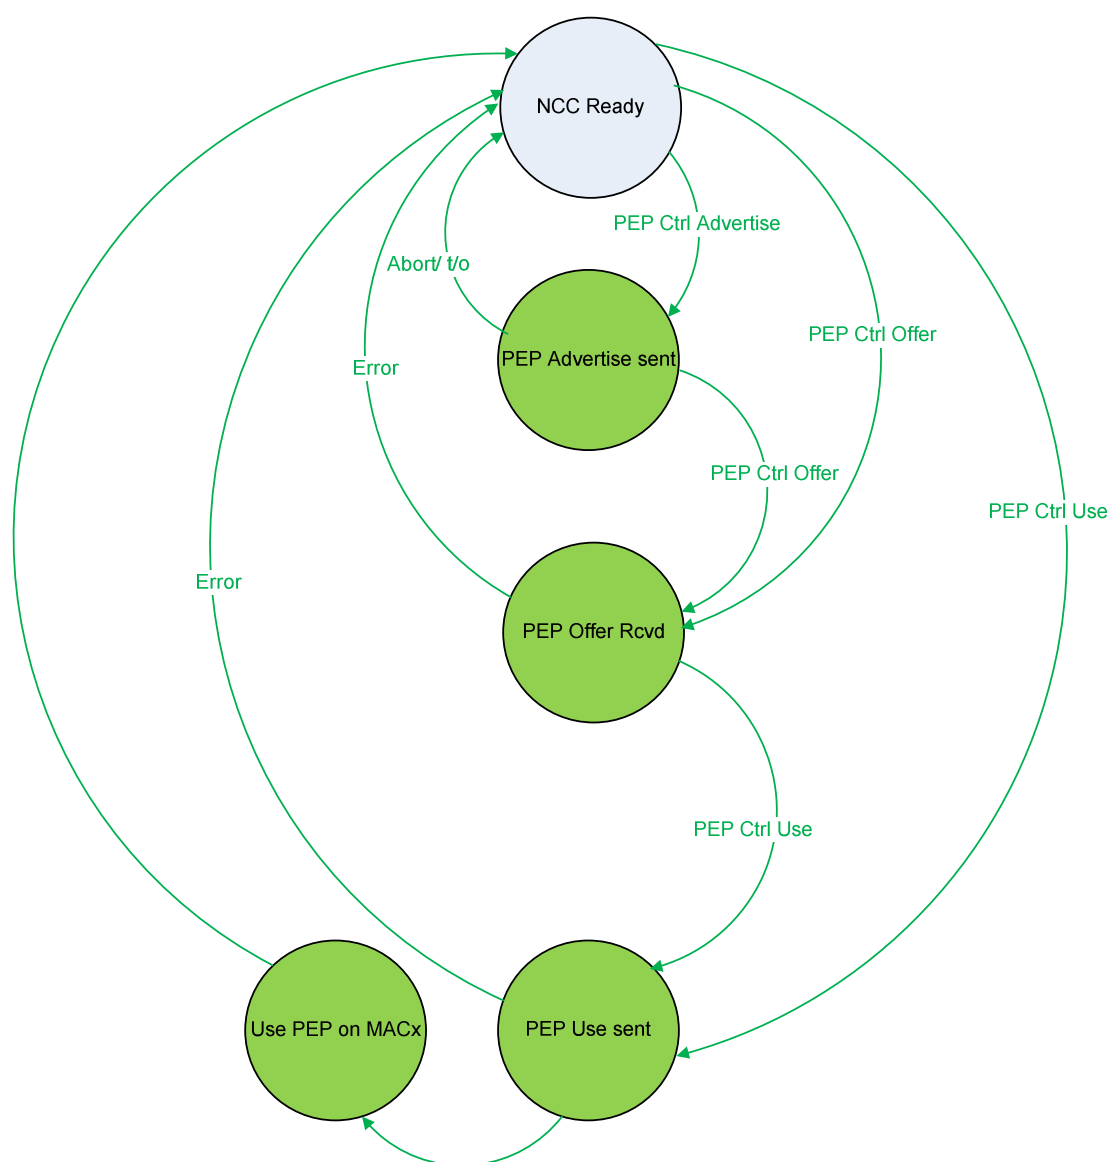 NCC Ready
PEP Ctrl Advertise
Abort/ t/o
PEP Ctrl Offer
PEP Advertise sent
Error
PEP Ctrl Offer
PEP Ctrl Use
Error
PEP Offer Rcvd
PEP Ctrl Use
Use PEP on MACx
PEP Use sent